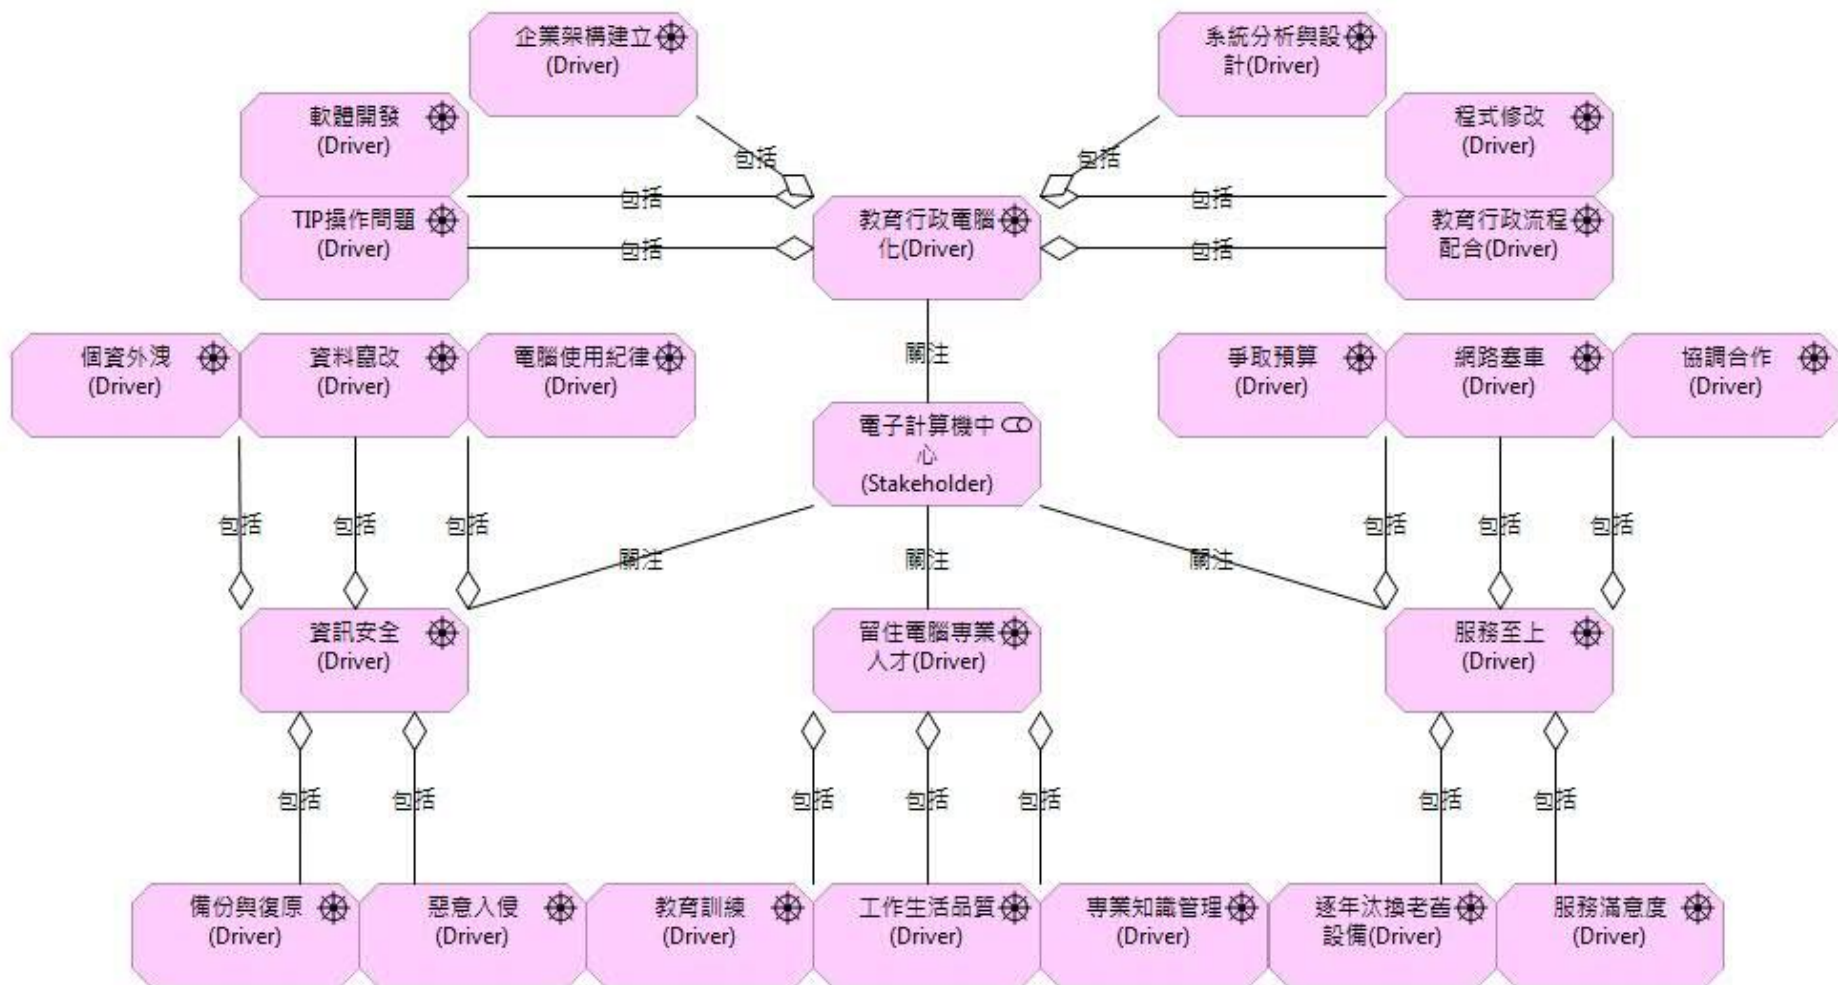 企業架構建立
(Driver)
系統分析與設
計(Driver)
軟體開發
(Driver)
程式修改
(Driver)
包括
包括
包括
包括
TIP操作問題
(Driver)
教育行政電腦
化(Driver)
教育行政流程
配合(Driver)
包括
包括
個資外洩
(Driver)
資料竄改
(Driver)
電腦使用紀律
(Driver)
關注
爭取預算
(Driver)
網路塞車
(Driver)
協調合作
(Driver)
電子計算機中
心
(Stakeholder)
包括
包括
包括
包括
包括
包括
關注
關注
關注
資訊安全
(Driver)
留住電腦專業
人才(Driver)
服務至上
(Driver)
包括
包括
包括
包括
包括
包括
包括
備份與復原
(Driver)
惡意入侵
(Driver)
教育訓練
(Driver)
工作生活品質
(Driver)
專業知識管理
(Driver)
逐年汰換老舊
設備(Driver)
服務滿意度
(Driver)